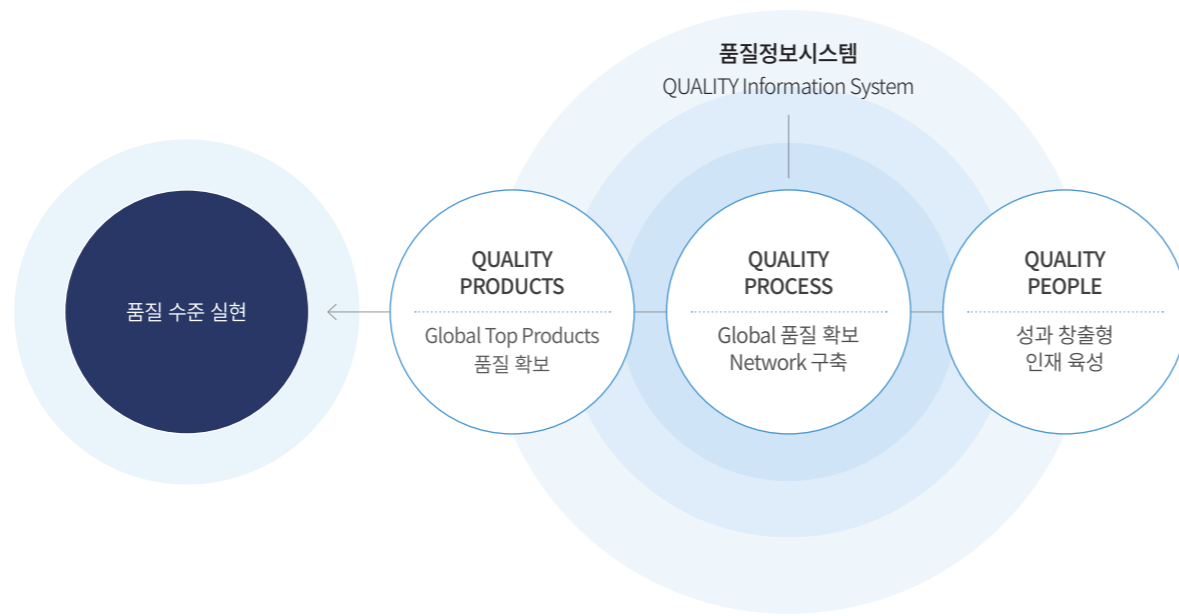 품질정보시스템
QUALITY Information System
품질 수준 실현
QUALITY
PRODUCTS
Global Top Products
품질 확보
QUALITY
PROCESS
Global 품질 확보
Network 구축
QUALITY
PEOPLE
성과 창출형
인재 육성